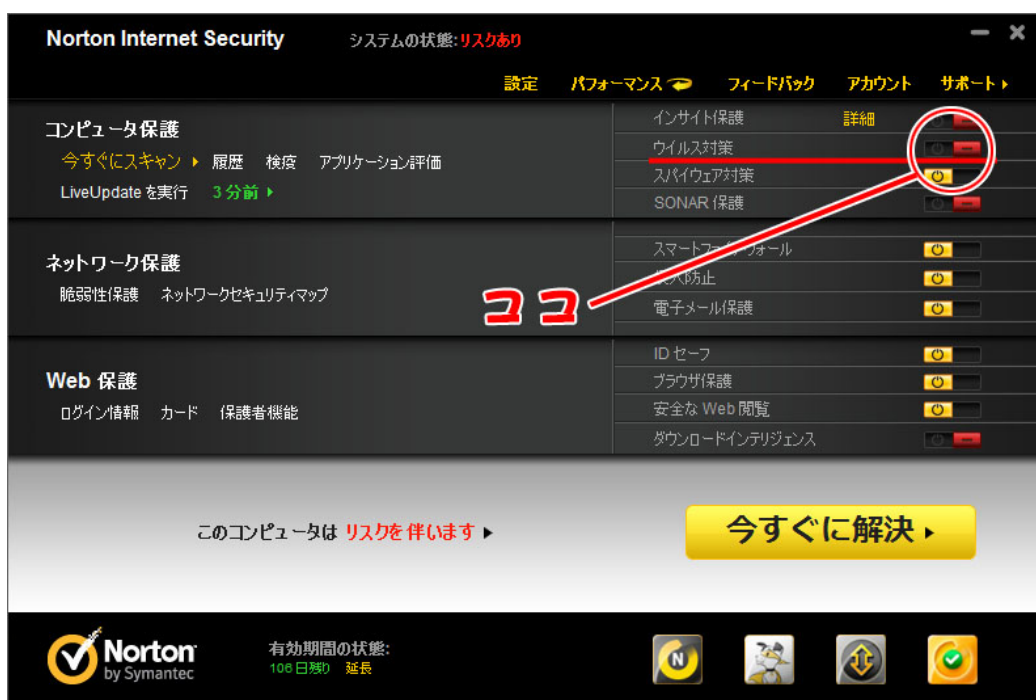 Norton Internet Security システムの状態:リスクあり
設定 パフォーマンス フィードバック アカウント サポート
コンピュータ保護
今すぐにスキャン 履歴 検疫 アプリケーション評価
LiveUpdate を実行 3 分前
インサイト保護 詳細
ウイルス対策
スパイウェア対策
SONAR 保護
ネットワーク保護
脆弱性保護 ネットワークセキュリティマップ
スマートファイアウォール
侵入防止
電子メール保護
ココ
Web 保護
ログイン情報 カード 保護者機能
ID セーフ
ブラウザ保護
安全な Web 閲覧
ダウンロードインテリジェンス
このコンピュータは リスクを伴います
今すぐに解決
Norton
by Symantec
有効期間の状態:
106 日残り 延長
N